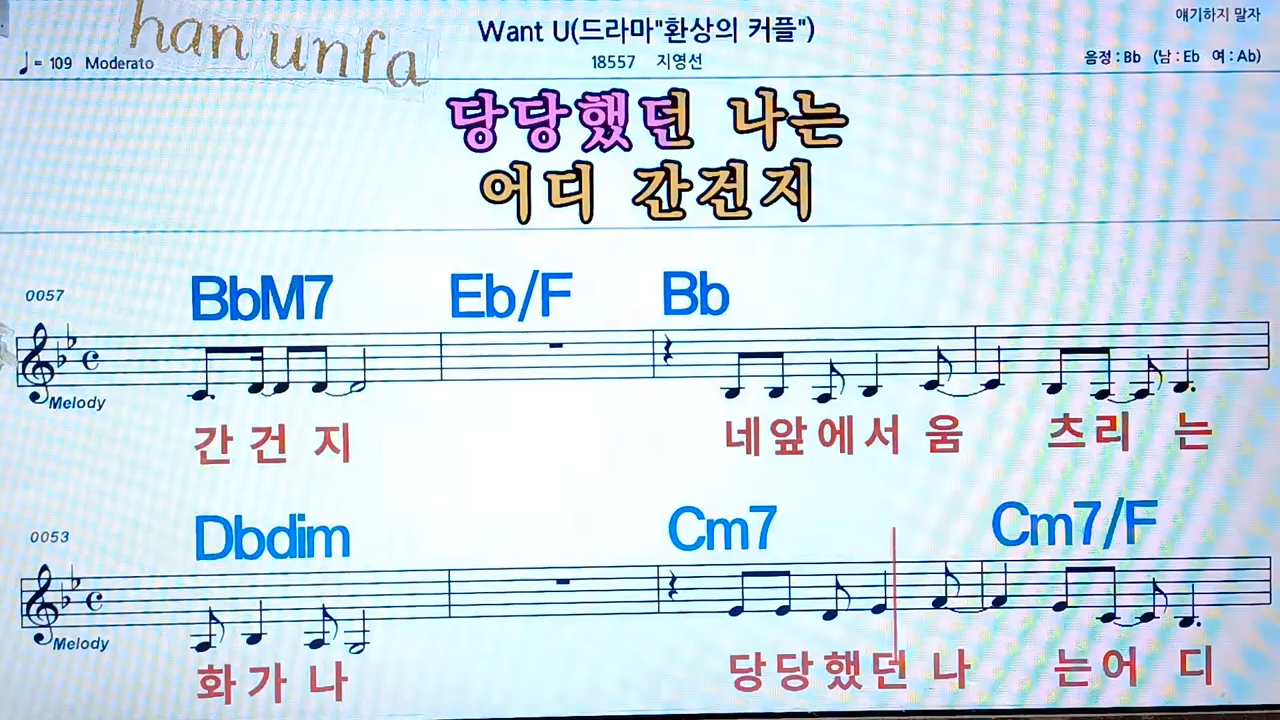 han unfa
Want U(드라마"환상의 커플")
얘기하지 말자
♩= 109 Moderato
18557 지영선
음정 : Bb (남 : Eb 여 : Ab)
당당했던 나는
어디 간건지
0057
BbM7 Eb/F Bb
Melody
간 건 지 네앞에서 움 츠리 는
0053
Dbdim Cm7 Cm7/F
Melody
화가 나 당당했던 나 는어 디